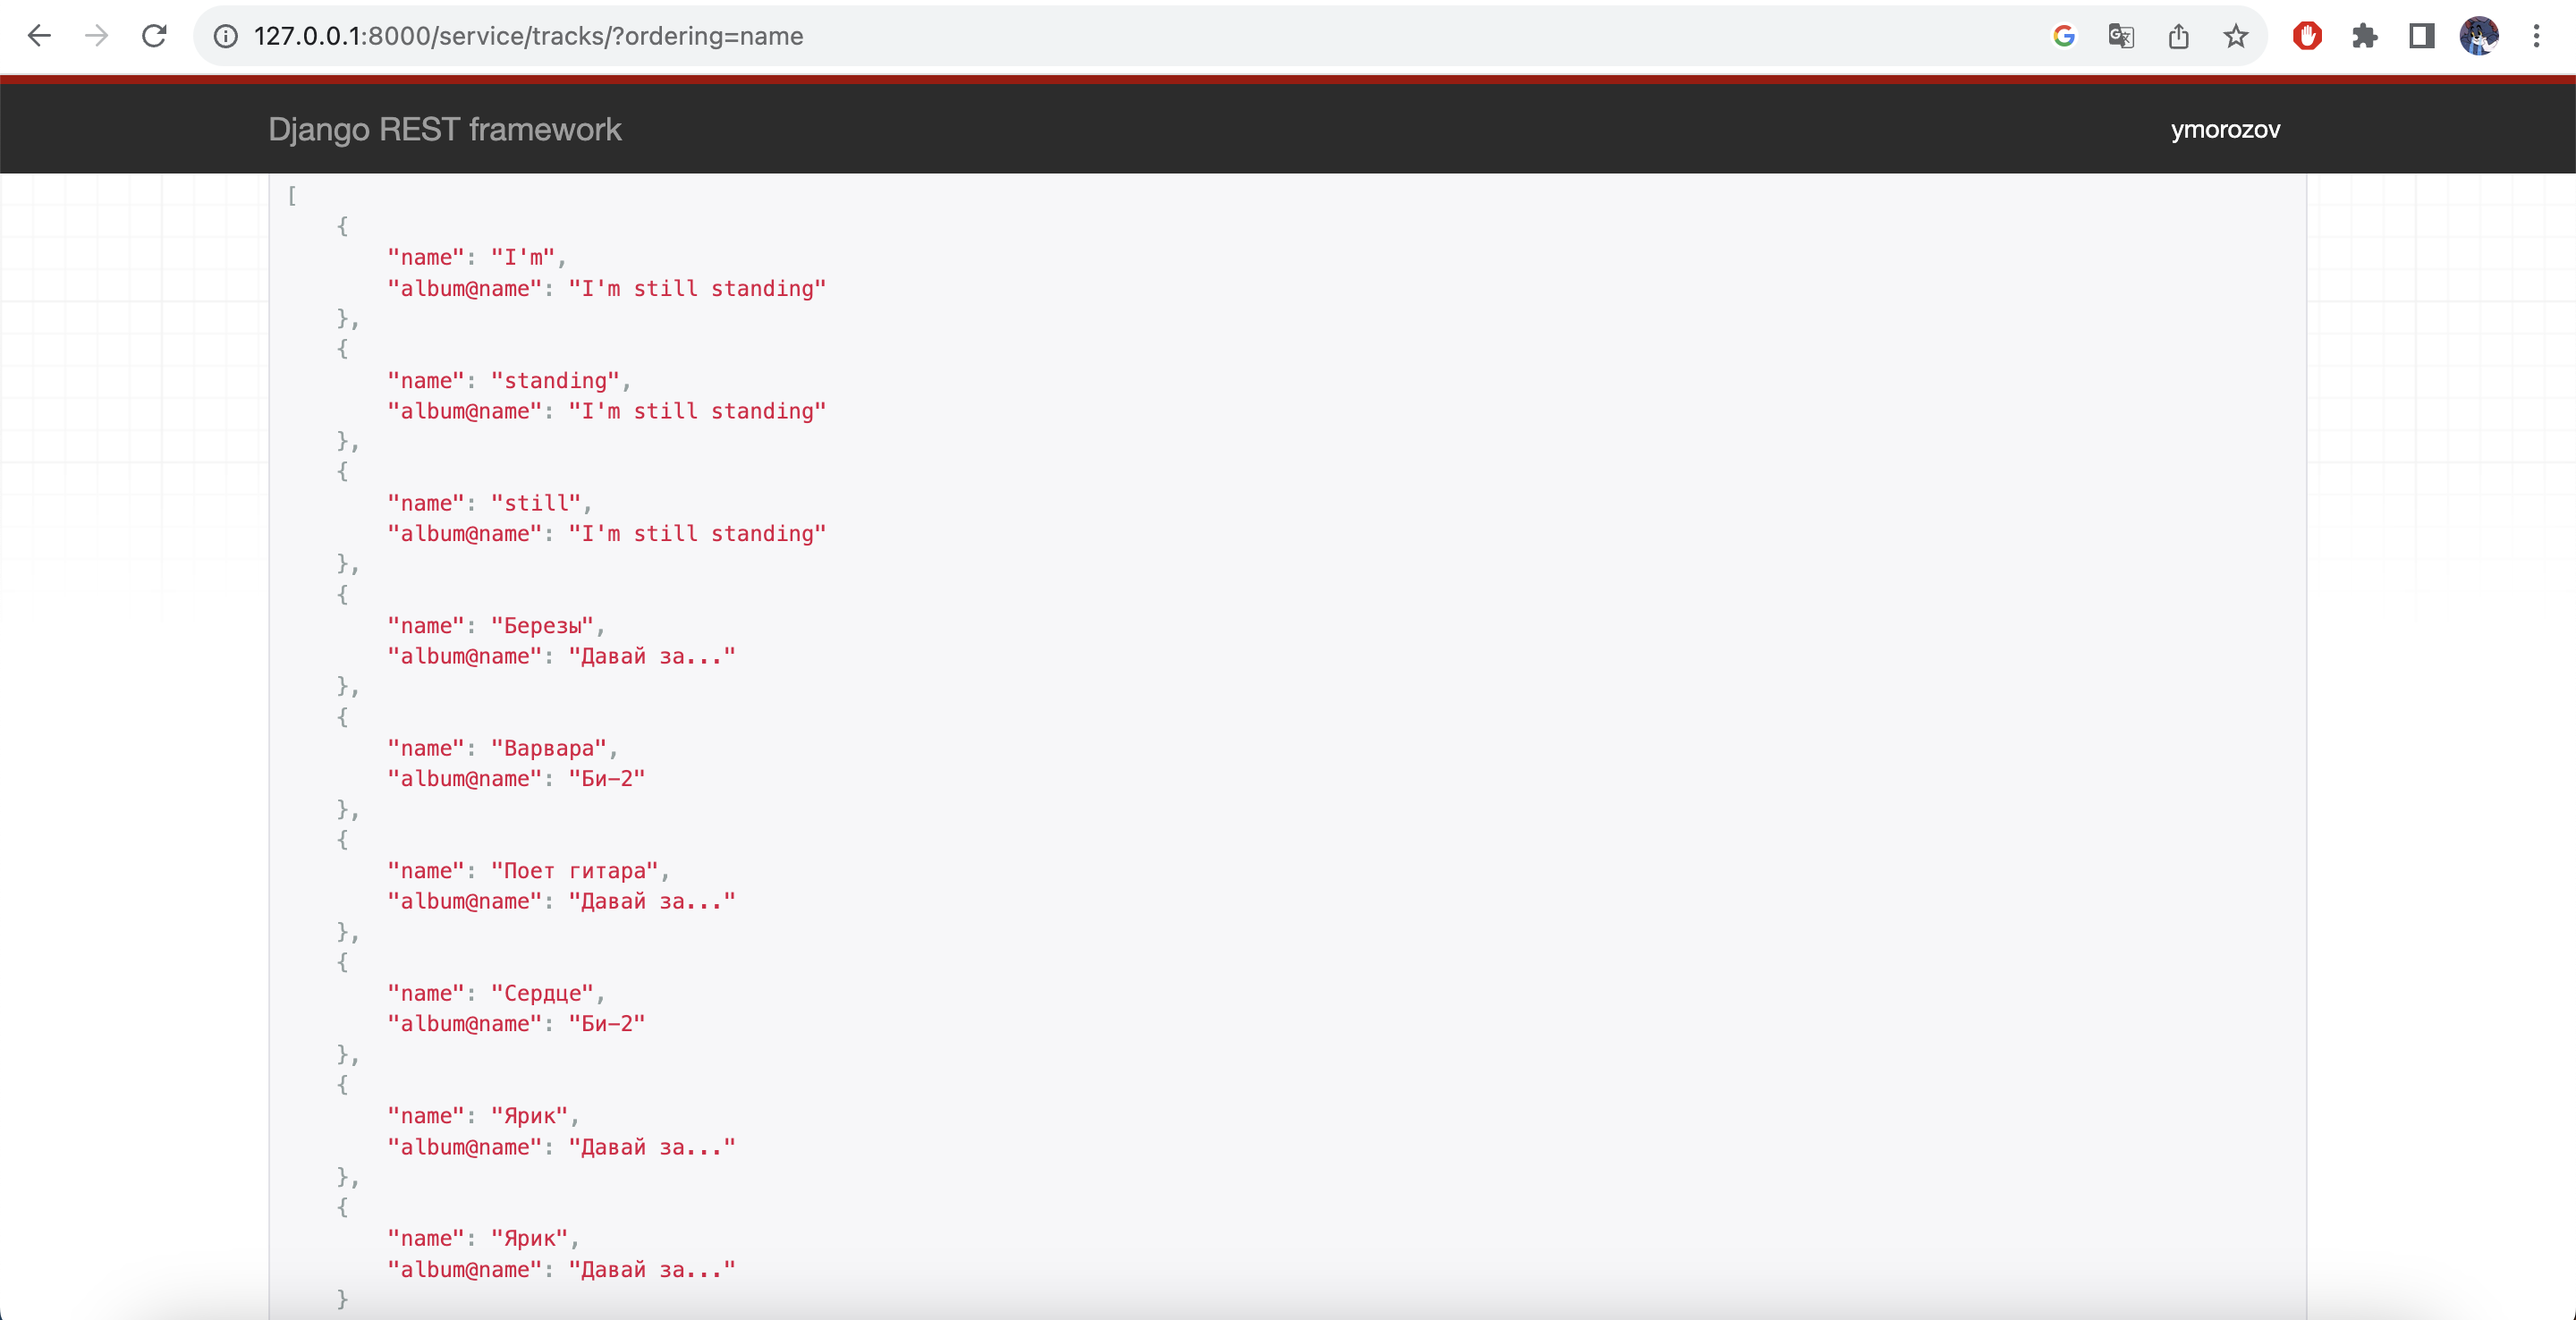 127.0.0.1:8000/service/tracks/?ordering=name
Django REST framework
ymorozov
[
{
"name": "I'm",
"album@name": "I'm still standing"
},
{
"name": "standing",
"album@name": "I'm still standing"
},
{
"name": "still",
"album@name": "I'm still standing"
},
{
"name": "Березы",
"album@name": "Давай за..."
},
{
"name": "Варвара",
"album@name": "Би-2"
},
{
"name": "Поет гитара",
"album@name": "Давай за..."
},
{
"name": "Сердце",
"album@name": "Би-2"
},
{
"name": "Ярик",
"album@name": "Давай за..."
},
{
"name": "Ярик",
"album@name": "Давай за..."
}